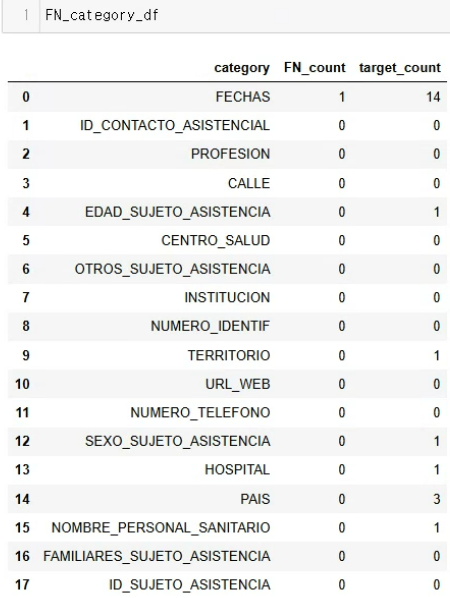 1 FN_category_df
category FN_count target_count
0 FECHAS 1 14
1 ID_CONTACTO_ASISTENCIAL 0 0
2 PROFESION 0 0
3 CALLE 0 0
4 EDAD_SUJETO_ASISTENCIA 0 1
5 CENTRO_SALUD 0 0
6 OTROS_SUJETO_ASISTENCIA 0 0
7 INSTITUCION 0 0
8 NUMERO_IDENTIF 0 0
9 TERRITORIO 0 1
10 URL_WEB 0 0
11 NUMERO_TELEFONO 0 0
12 SEXO_SUJETO_ASISTENCIA 0 1
13 HOSPITAL 0 1
14 PAIS 0 3
15 NOMBRE_PERSONAL_SANITARIO 0 1
16 FAMILIARES_SUJETO_ASISTENCIA 0 0
17 ID_SUJETO_ASISTENCIA 0 0